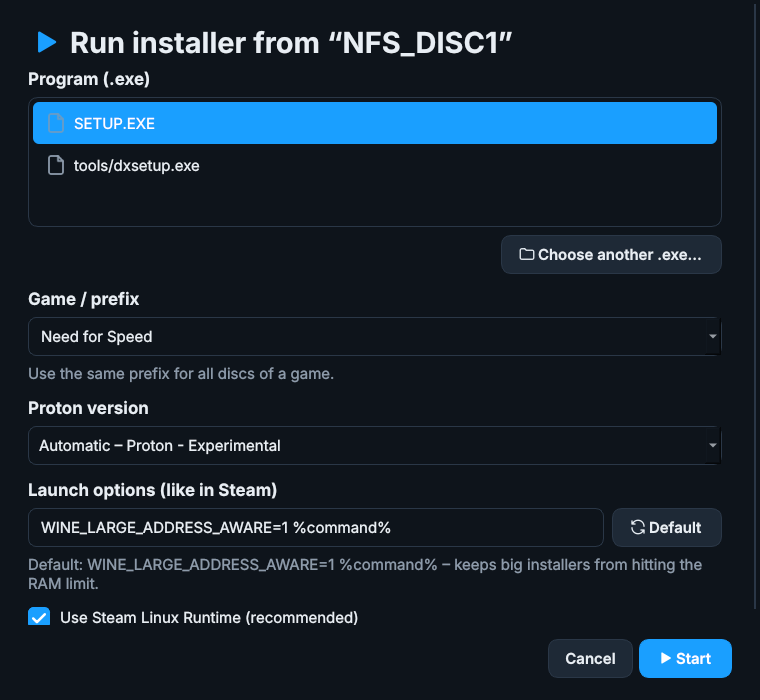 Run installer from “NFS_DISC1”
Program (.exe)
SETUP.EXE
tools/dxsetup.exe
Choose another .exe...
Game / prefix
Need for Speed
Use the same prefix for all discs of a game.
Proton version
Automatic – Proton - Experimental
Launch options (like in Steam)
WINE_LARGE_ADDRESS_AWARE=1 %command%
Default
Default: WINE_LARGE_ADDRESS_AWARE=1 %command% – keeps big installers from hitting the
RAM limit.
Use Steam Linux Runtime (recommended)
Cancel
Start